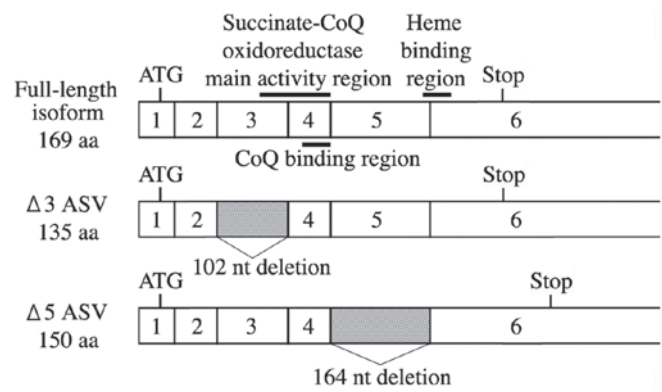 Succinate-CoQ
oxidoreductase
main activity region
Heme
binding
region
ATG
Stop
Full-length
isoform
169 aa
1 2 3 4 5 6
CoQ binding region
ATG
Stop
Δ3 ASV
135 aa
1 2 4 5 6
102 nt deletion
ATG
Stop
Δ5 ASV
150 aa
1 2 3 4 6
164 nt deletion